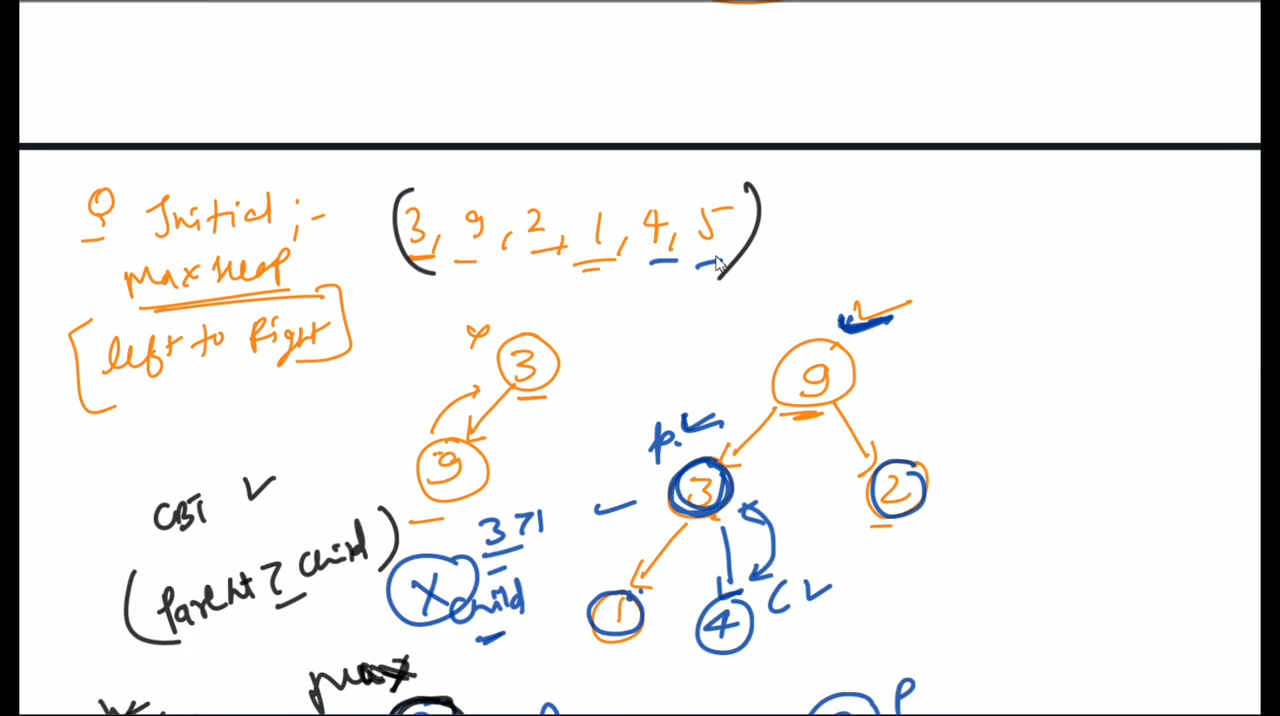 Q Initial :- (3, 9, 2, 1, 4, 5)
Max Heap
[left to Right]
3
9
9
P.
3
2
CBT
(Parent > Child)
3>1
X child
1
4
C
max
P